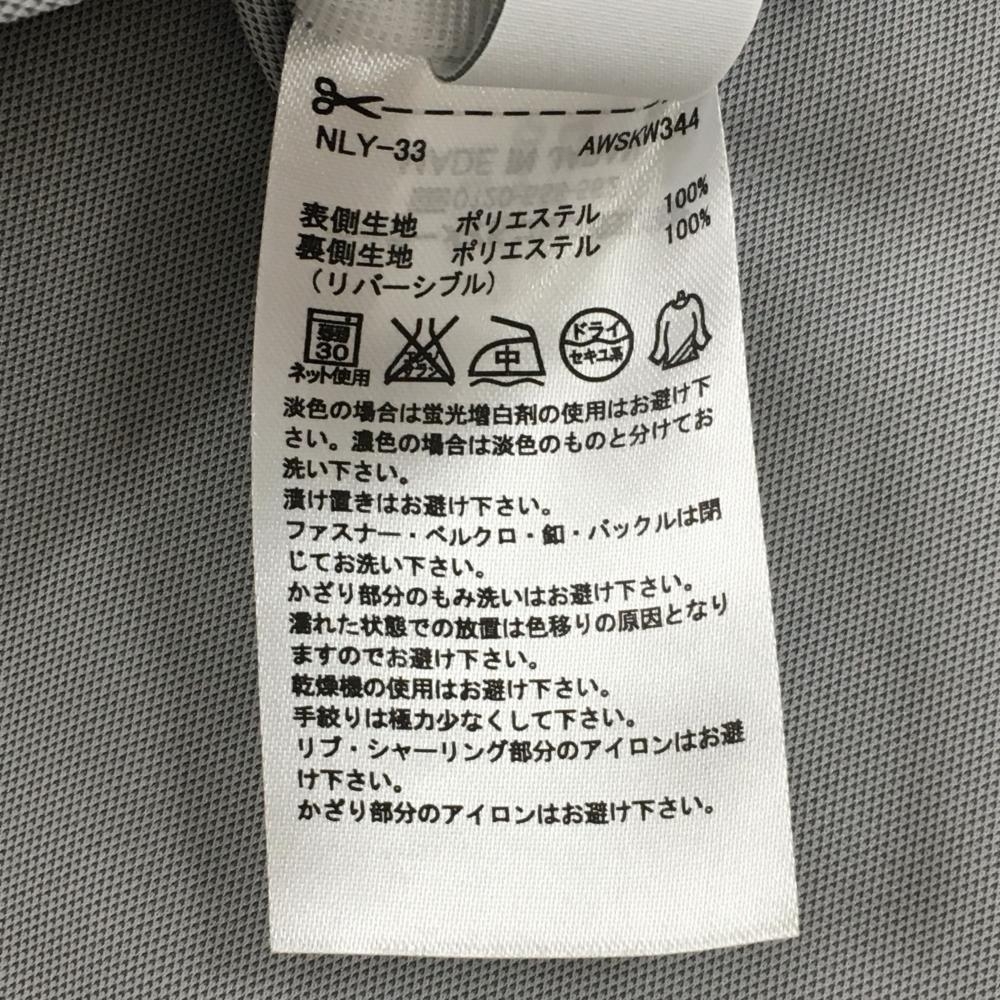 NLY-33 AWSKW344
表側生地 ポリエステル 100%
裏側生地 ポリエステル 100%
(リバーシブル)
弱 30 中 ドライ セキユ系
ネット使用
淡色の場合は蛍光増白剤の使用はお避け下
さい。濃色の場合は淡色のものと分けてお
洗い下さい。
漬け置きはお避け下さい。
ファスナー・ベルクロ・釦・バックルは閉
じてお洗い下さい。
かざり部分のもみ洗いはお避け下さい。
濡れた状態での放置は色移りの原因となり
ますのでお避け下さい。
乾燥機の使用はお避け下さい。
手絞りは極力少なくして下さい。
リブ・シャーリング部分のアイロンはお避
け下さい。
かざり部分のアイロンはお避け下さい。